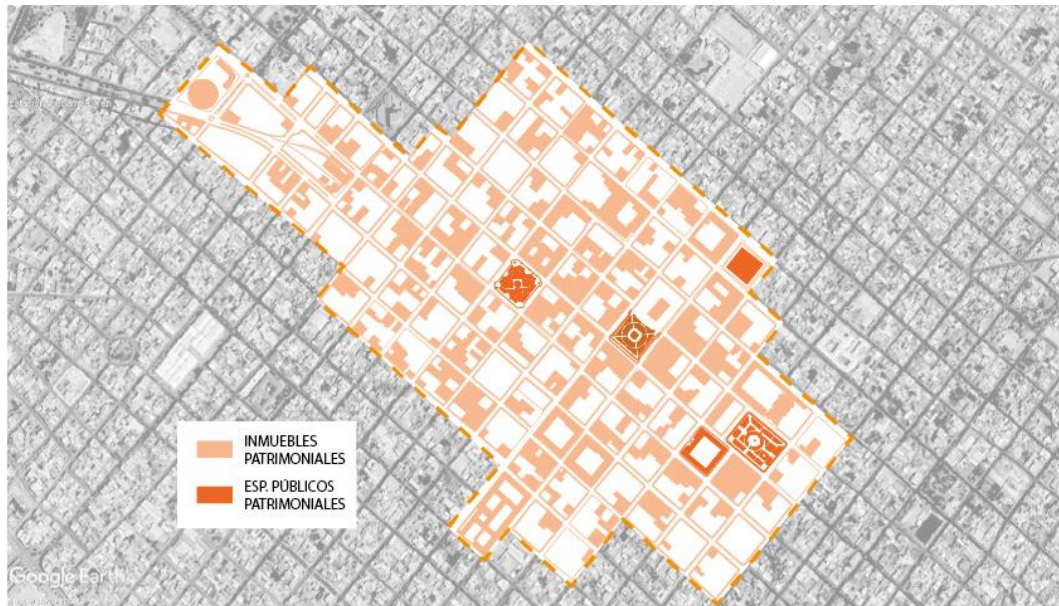 INMUEBLES
PATRIMONIALES
ESP. PÚBLICOS
PATRIMONIALES
Google Earth